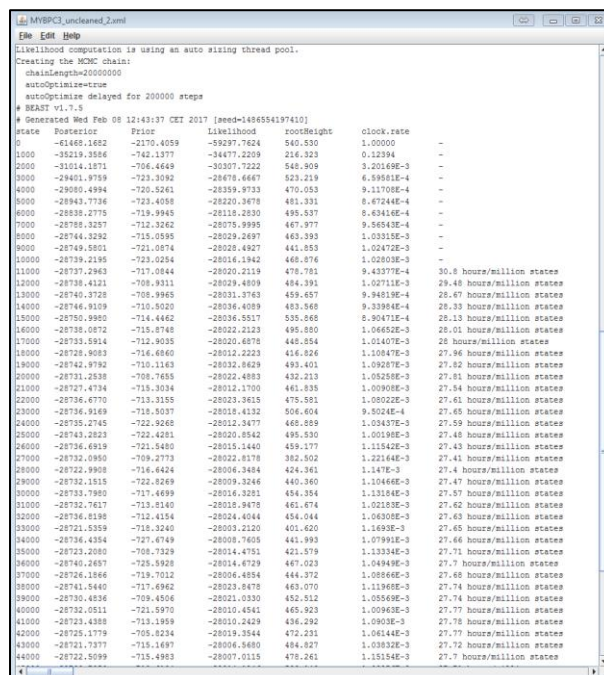 MYBPC3_uncleaned_2.xml
File Edit Help
Likelihood computation is using an auto sizing thread pool.
Creating the MCMC chain:
chainLength=20000000
autoOptimize=true
autoOptimize delayed for 200000 steps
# BEAST v1.7.5
# Generated Wed Feb 08 12:43:37 CET 2017 [seed=1486554197410]
state Posterior Prior Likelihood rootHeight clock.rate
0 -61468.1682 -2170.4059 -59297.7624 540.530 1.00000 -
1000 -35219.3586 -742.1377 -34477.2209 216.323 0.12394 -
2000 -31014.1871 -706.4649 -30307.7222 548.909 3.20169E-3 -
3000 -29401.9759 -723.3092 -28678.6667 523.219 6.59581E-4 -
4000 -29080.4994 -720.5261 -28359.9733 470.053 9.11708E-4 -
5000 -28943.7736 -723.4058 -28220.3678 481.331 8.67244E-4 -
6000 -28838.2775 -719.9945 -28118.2830 495.537 8.63416E-4 -
7000 -28788.3257 -712.3262 -28075.9995 467.977 9.56543E-4 -
8000 -28744.3292 -715.0595 -28029.2697 463.393 1.03315E-3 -
9000 -28749.5801 -721.0874 -28028.4927 441.853 1.02472E-3 -
10000 -28739.2195 -723.0254 -28016.1942 468.876 1.02803E-3 -
11000 -28737.2963 -717.0844 -28020.2119 478.781 9.43377E-4 30.8 hours/million states
12000 -28738.4121 -708.9311 -28029.4809 484.391 1.02711E-3 29.48 hours/million states
13000 -28740.3728 -708.9965 -28031.3763 459.657 9.94819E-4 28.67 hours/million states
14000 -28746.9109 -710.5020 -28036.4089 483.568 9.33984E-4 28.33 hours/million states
15000 -28750.9980 -714.4462 -28036.5517 535.868 8.90471E-4 28.13 hours/million states
16000 -28738.0872 -715.8748 -28022.2123 495.880 1.06652E-3 28.01 hours/million states
17000 -28733.5914 -712.9035 -28020.6878 448.854 1.01407E-3 28 hours/million states
18000 -28728.9083 -716.6860 -28012.2223 416.826 1.10847E-3 27.96 hours/million states
19000 -28742.9792 -710.1163 -28032.8629 493.401 1.09287E-3 27.82 hours/million states
20000 -28731.2538 -708.7655 -28022.4883 432.213 1.05258E-3 27.81 hours/million states
21000 -28727.4734 -715.3034 -28012.1700 461.835 1.00908E-3 27.54 hours/million states
22000 -28736.6770 -713.3155 -28023.3615 475.581 1.08022E-3 27.61 hours/million states
23000 -28736.9169 -718.5037 -28018.4132 506.604 9.5024E-4 27.65 hours/million states
24000 -28735.2745 -722.9268 -28012.3477 468.889 1.03437E-3 27.59 hours/million states
25000 -28743.2823 -722.4281 -28020.8542 495.530 1.00198E-3 27.48 hours/million states
26000 -28736.6919 -721.5480 -28015.1440 459.177 1.11542E-3 27.43 hours/million states
27000 -28732.0950 -709.2773 -28022.8178 382.502 1.22164E-3 27.41 hours/million states
28000 -28722.9908 -716.6424 -28006.3484 424.361 1.147E-3 27.4 hours/million states
29000 -28732.1515 -722.8269 -28009.3246 440.360 1.10466E-3 27.47 hours/million states
30000 -28733.7980 -717.4699 -28016.3281 454.354 1.13184E-3 27.57 hours/million states
31000 -28732.7617 -713.8140 -28018.9478 461.674 1.02183E-3 27.62 hours/million states
32000 -28736.8198 -712.4154 -28024.4044 454.044 1.06308E-3 27.63 hours/million states
33000 -28721.5359 -718.3240 -28003.2120 401.620 1.1693E-3 27.65 hours/million states
34000 -28736.4354 -727.6749 -28008.7605 441.993 1.07991E-3 27.66 hours/million states
35000 -28723.2080 -708.7329 -28014.4751 421.579 1.13334E-3 27.71 hours/million states
36000 -28740.2657 -725.5928 -28014.6729 467.023 1.04949E-3 27.7 hours/million states
37000 -28726.1866 -719.7012 -28006.4854 444.372 1.08866E-3 27.68 hours/million states
38000 -28741.5440 -717.6962 -28023.8478 463.070 1.11968E-3 27.74 hours/million states
39000 -28730.4836 -709.4506 -28021.0330 452.512 1.05569E-3 27.74 hours/million states
40000 -28732.0511 -721.5970 -28010.4541 465.923 1.00963E-3 27.77 hours/million states
41000 -28723.4388 -713.1959 -28010.2429 436.292 1.0903E-3 27.78 hours/million states
42000 -28725.1779 -705.8234 -28019.3544 472.231 1.06144E-3 27.77 hours/million states
43000 -28721.7377 -715.1697 -28006.5680 484.827 1.03832E-3 27.72 hours/million states
44000 -28722.5099 -715.4983 -28007.0115 478.261 1.15154E-3 27.7 hours/million states